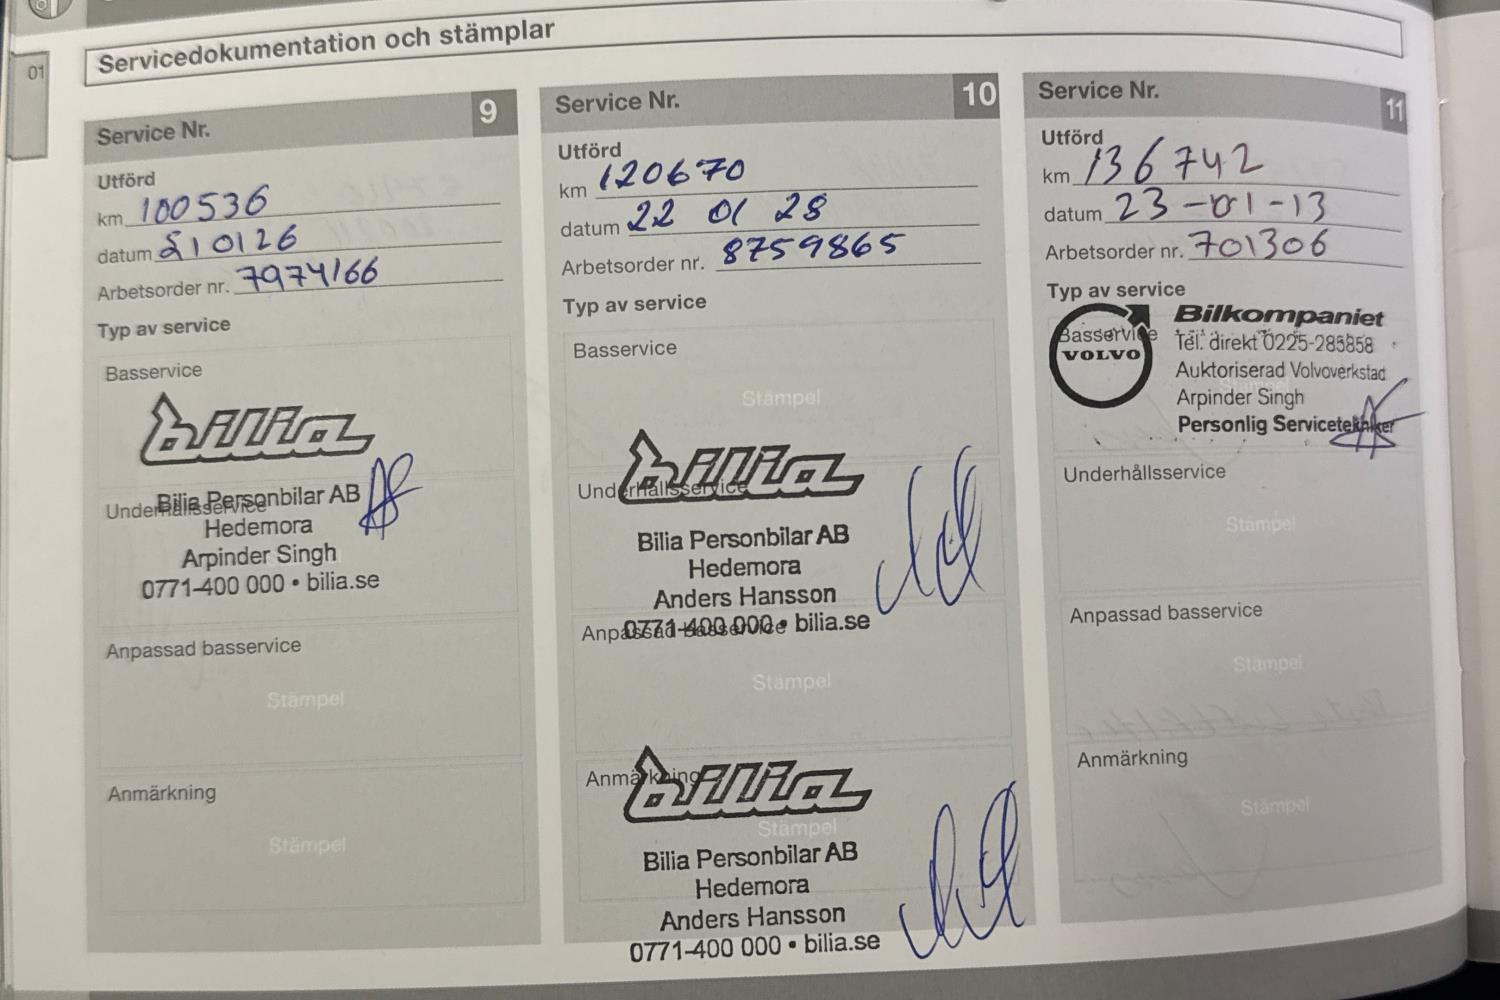 01
Servicedokumentation och stämplar
Service Nr. 9
Utförd
km 100536
datum 210126
Arbetsorder nr. 7974166
Typ av service
Basservice
bilia
Underhållsservice
Bilia Personbilar AB
Hedemora
Arpinder Singh
0771-400 000 • bilia.se
Anpassad basservice
Stämpel
Anmärkning
Stämpel
Service Nr. 10
Utförd
km 120670
datum 22 01 28
Arbetsorder nr. 8759865
Typ av service
Basservice
Stämpel
bilia
Underhållsservice
Bilia Personbilar AB
Hedemora
Anders Hansson
0771-400 000 • bilia.se
Anpassad basservice
Stämpel
Anmärkning
bilia
Stämpel
Bilia Personbilar AB
Hedemora
Anders Hansson
0771-400 000 • bilia.se
Service Nr. 11
Utförd
km 136742
datum 23-01-13
Arbetsorder nr. 701306
Typ av service
Basservice
VOLVO
Bilkompaniet
Tel. direkt 0225-285858
Auktoriserad Volvoverkstad
Stämpel
Arpinder Singh
Personlig Servicetekniker
Underhållsservice
Stämpel
Anpassad basservice
Stämpel
Anmärkning
Stämpel